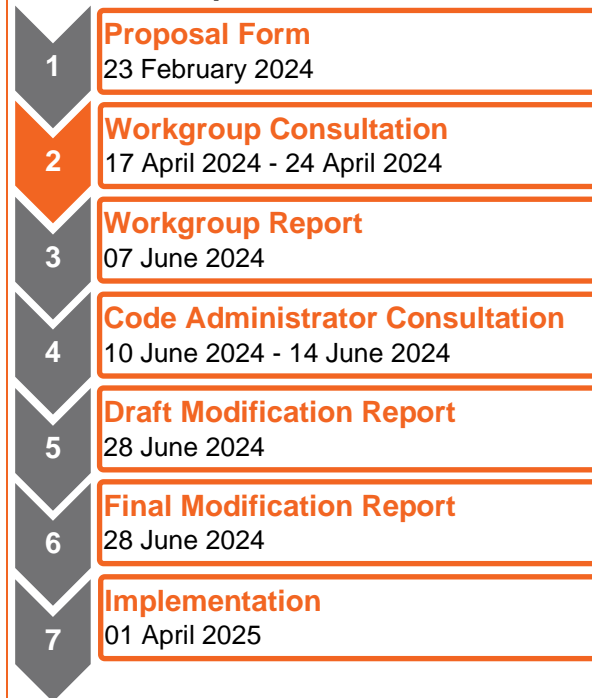 1
Proposal Form
23 February 2024
2
Workgroup Consultation
17 April 2024 - 24 April 2024
3
Workgroup Report
07 June 2024
4
Code Administrator Consultation
10 June 2024 - 14 June 2024
5
Draft Modification Report
28 June 2024
6
Final Modification Report
28 June 2024
7
Implementation
01 April 2025